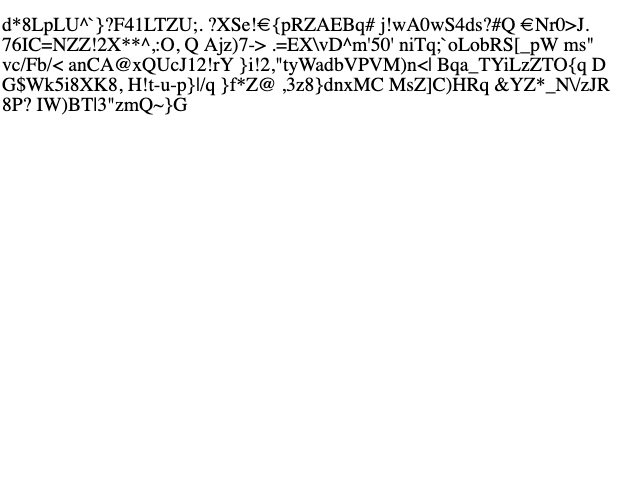 d*8LpLU^`}?F41LTZU;. ?XSe!€{pRZAEBq# j!wA0wS4ds?#Q €Nr0>J.
76IC=NZZ!2X**^,:O, Q Ajz)7-> .=EX\vD^m'50' niTq;`oLobRS[_pW ms"
vc/Fb/< anCA@xQUcJ12!rY }i!2,"tyWadbVPVM)n<| Bqa_TYiLzZTO{q D
G$Wk5i8XK8, H!t-u-p}|/q }f*Z@ ,3z8}dnxMC MsZ]C)HRq &YZ*_N\/zJR
8P? IW)BT|3"zmQ~}G